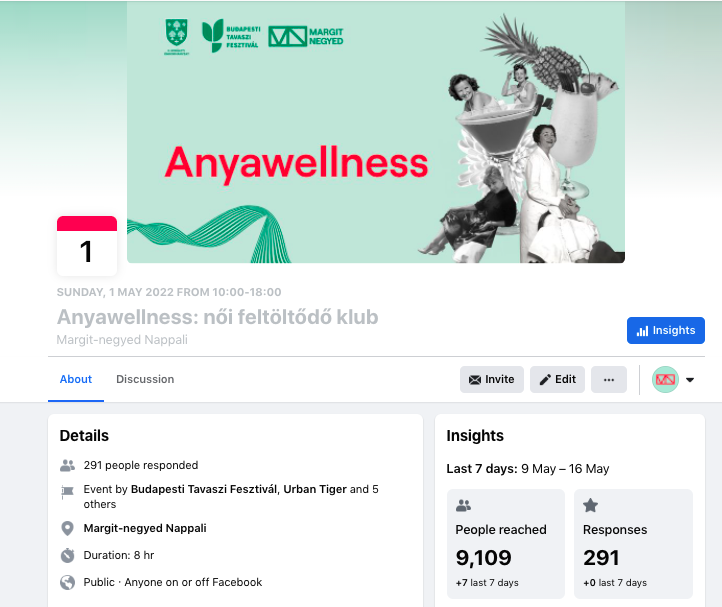 BUDAPESTI
TAVASZI
FESZTIVÁL
MARGIT
NEGYED
Anyawellness
1
SUNDAY, 1 MAY 2022 FROM 10:00-18:00
Anyawellness: női feltöltődő klub
Margit-negyed Nappali
Insights
About
Discussion
Invite
Edit
Details
291 people responded
Event by Budapesti Tavaszi Fesztivál, Urban Tiger and 5
others
Margit-negyed Nappali
Duration: 8 hr
Public · Anyone on or off Facebook
Insights
Last 7 days: 9 May – 16 May
People reached
9,109
+7 last 7 days
Responses
291
+0 last 7 days